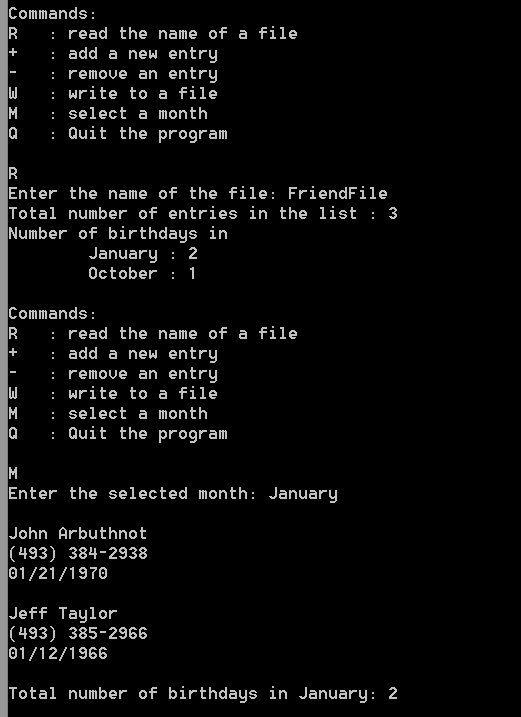 Commands:
R   : read the name of a file
+   : add a new entry
-   : remove an entry
W   : write to a file
M   : select a month
Q   : Quit the program

R
Enter the name of the file: FriendFile
Total number of entries in the list : 3
Number of birthdays in
        January : 2
        October : 1

Commands:
R   : read the name of a file
+   : add a new entry
-   : remove an entry
W   : write to a file
M   : select a month
Q   : Quit the program

M
Enter the selected month: January

John Arbuthnot
(493) 384-2938
01/21/1970

Jeff Taylor
(493) 385-2966
01/12/1966

Total number of birthdays in January: 2